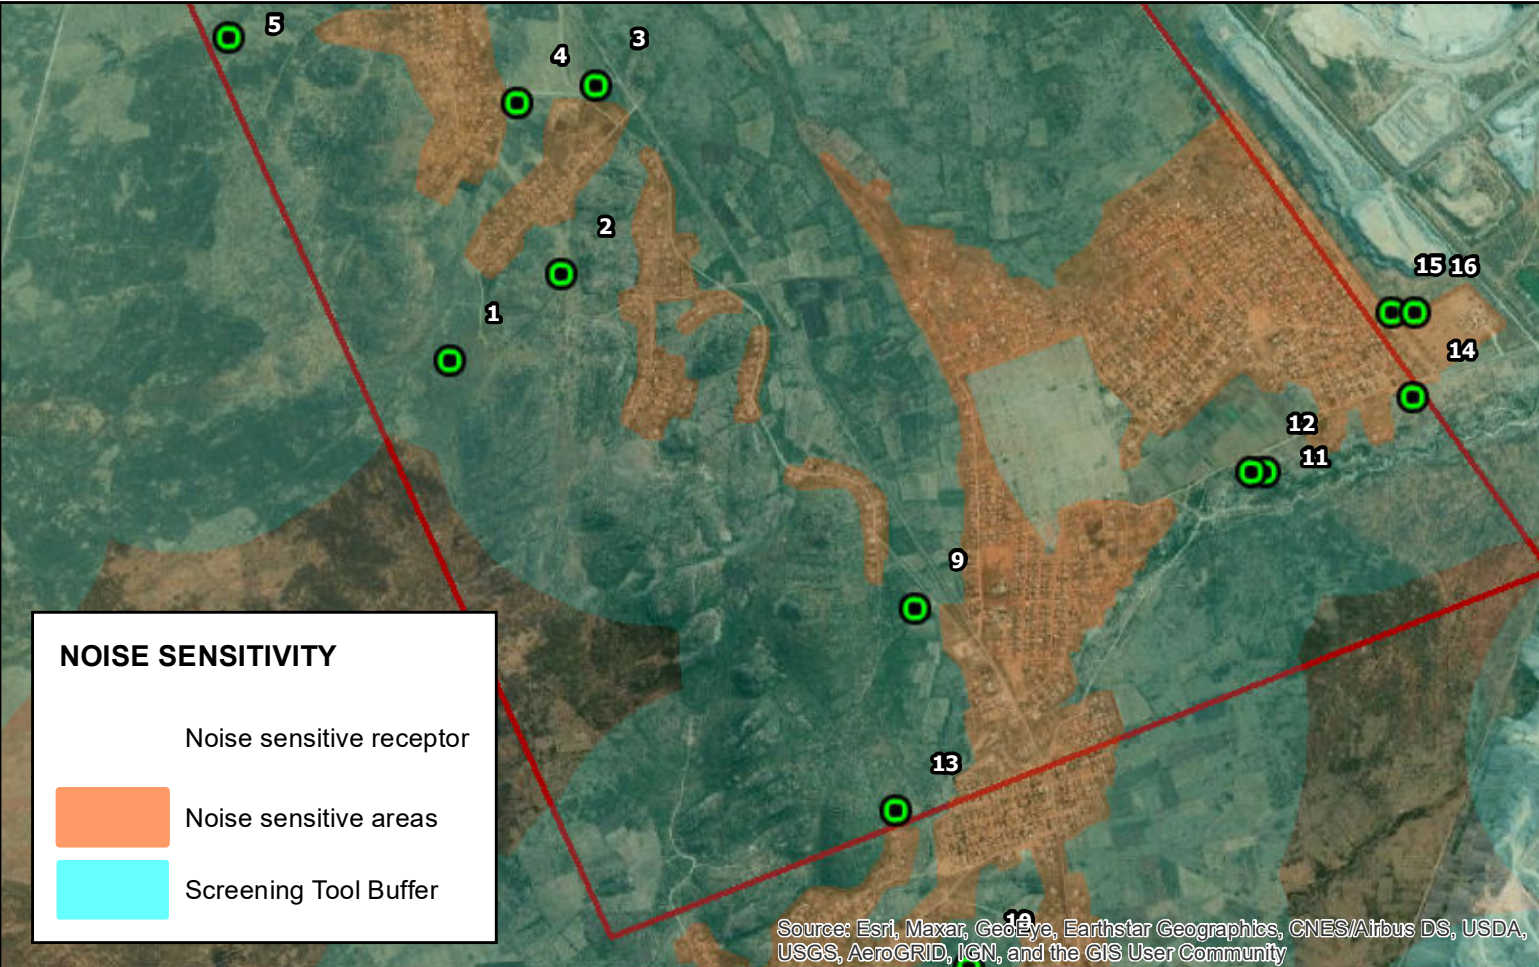 5
3
4
2
1
15 16
14
12
11
9
13
10
NOISE SENSITIVITY
Noise sensitive receptor
Noise sensitive areas
Screening Tool Buffer
Source: Esri, Maxar, GeoEye, Earthstar Geographics, CNES/Airbus DS, USDA,
USGS, AeroGRID, IGN, and the GIS User Community